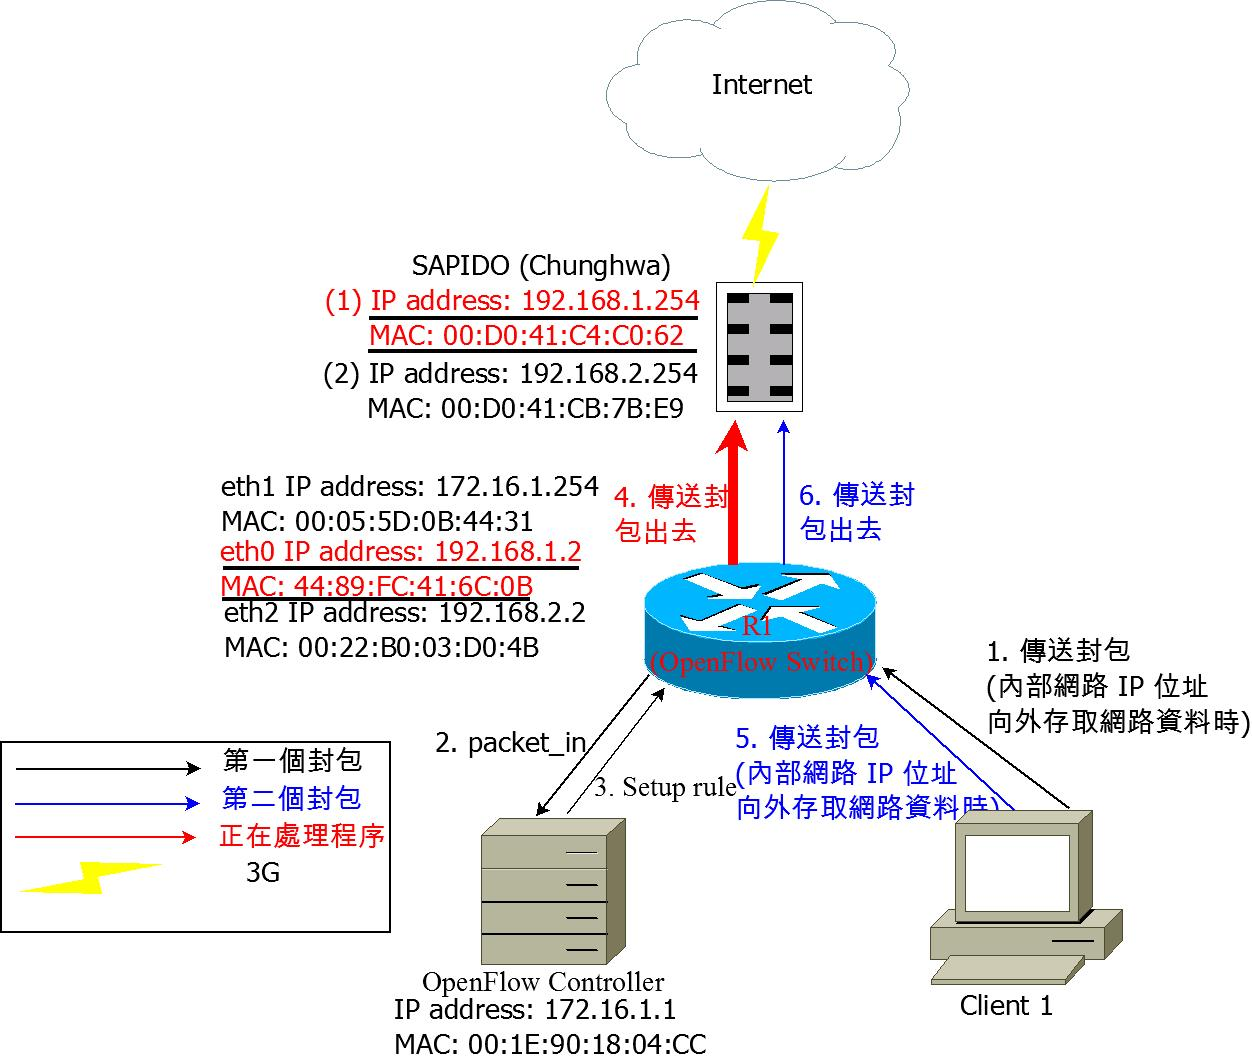 Internet
SAPIDO (Chunghwa)
(1) IP address: 192.168.1.254
MAC: 00:D0:41:C4:C0:62
(2) IP address: 192.168.2.254
MAC: 00:D0:41:CB:7B:E9
eth1 IP address: 172.16.1.254
MAC: 00:05:5D:0B:44:31
eth0 IP address: 192.168.1.2
MAC: 44:89:FC:41:6C:0B
eth2 IP address: 192.168.2.2
MAC: 00:22:B0:03:D0:4B
4. 傳送封
包出去
6. 傳送封
包出去
R1
(OpenFlow Switch)
1. 傳送封包
(內部網路 IP 位址
向外存取網路資料時)
2. packet_in
3. Setup rule
5. 傳送封包
(內部網路 IP 位址
向外存取網路資料時)
第一個封包
第二個封包
正在處理程序
3G
OpenFlow Controller
IP address: 172.16.1.1
MAC: 00:1E:90:18:04:CC
Client 1